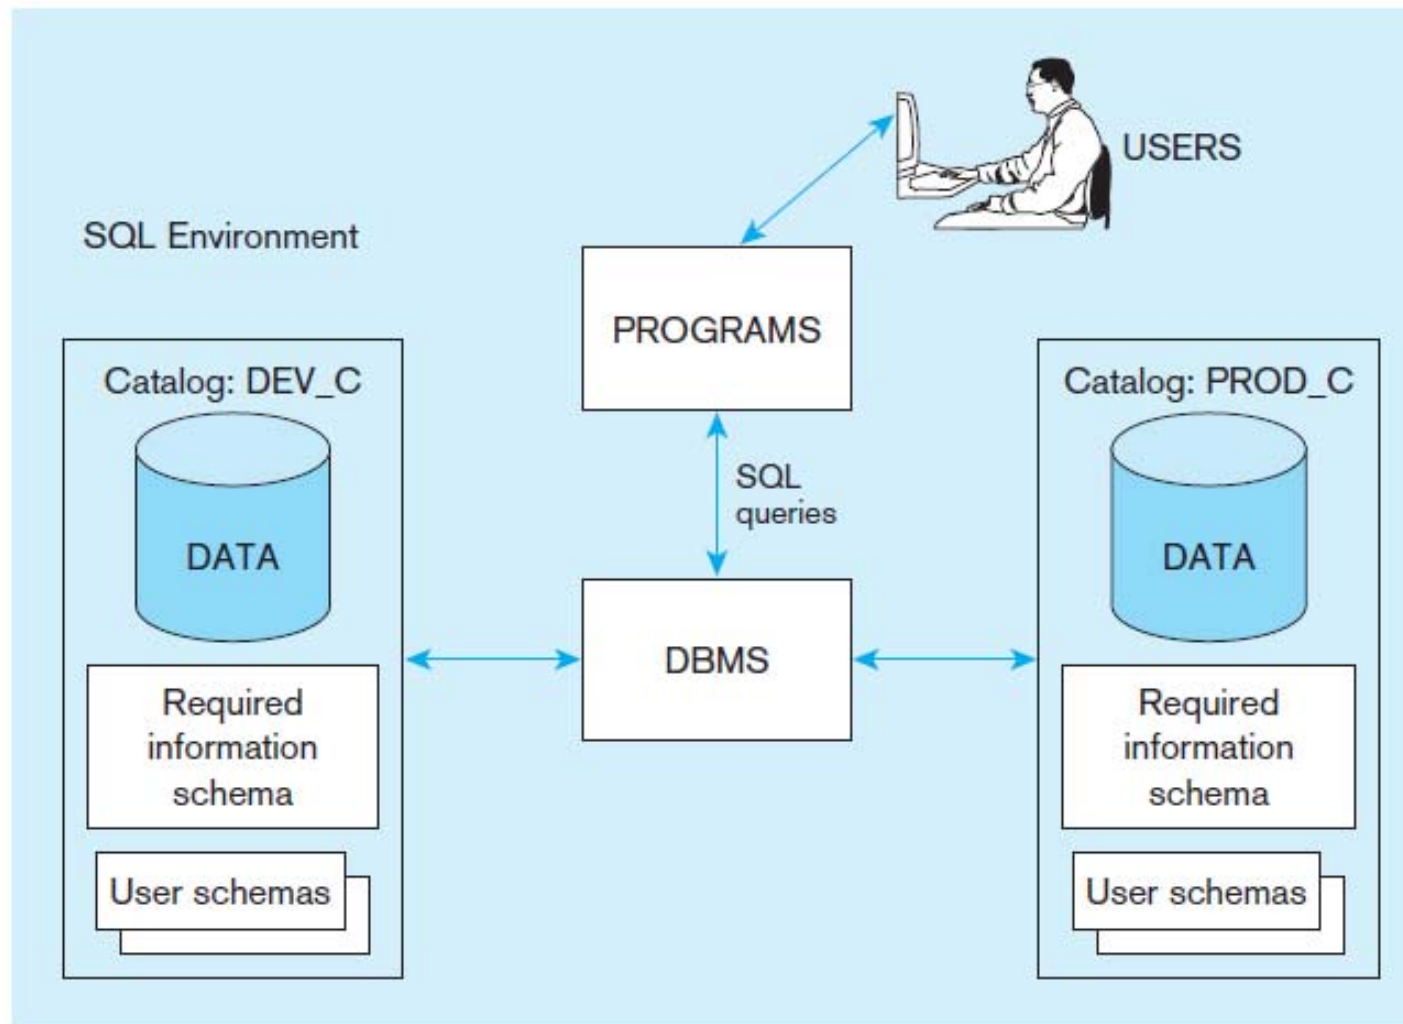 USERS
SQL Environment
PROGRAMS
Catalog: DEV_C
DATA
Required
information
schema
User schemas
SQL
queries
DBMS
Catalog: PROD_C
DATA
Required
information
schema
User schemas